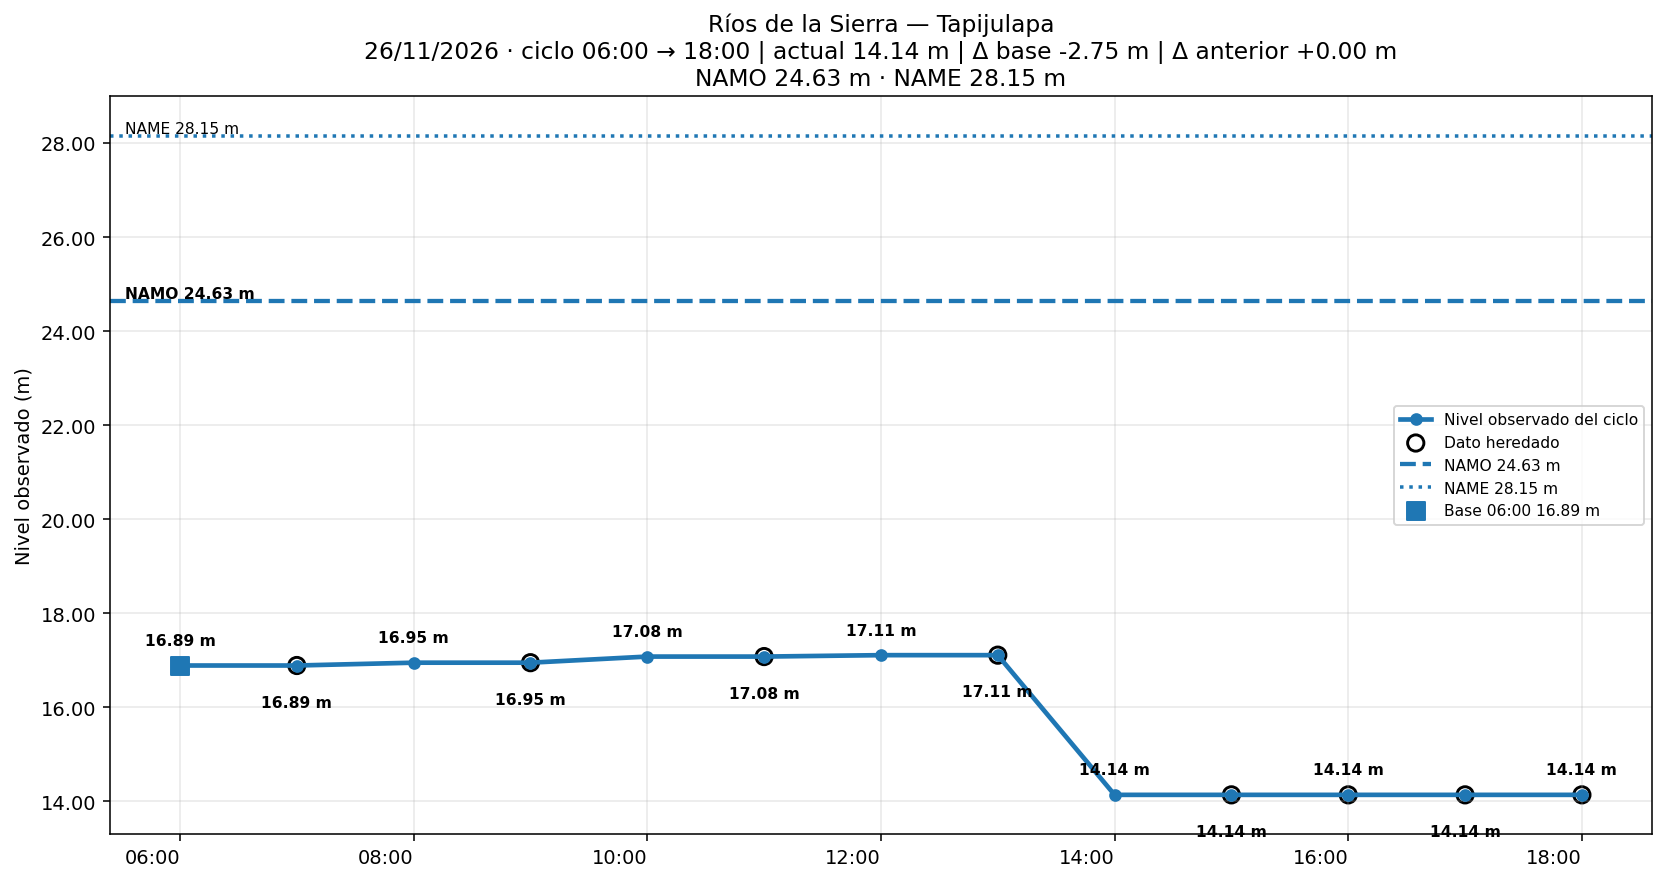 Ríos de la Sierra — Tapijulapa
26/11/2026 · ciclo 06:00 → 18:00 | actual 14.14 m | Δ base -2.75 m | Δ anterior +0.00 m
NAMO 24.63 m · NAME 28.15 m
NAME 28.15 m
28.00
26.00
NAMO 24.63 m
24.00
Nivel observado (m)
22.00
Nivel observado del ciclo
Dato heredado
NAMO 24.63 m
NAME 28.15 m
Base 06:00 16.89 m
20.00
18.00
16.89 m
16.95 m
17.08 m
17.11 m
16.89 m
16.95 m
17.08 m
17.11 m
16.00
14.14 m
14.14 m
14.14 m
14.00
14.14 m
14.14 m
06:00
08:00
10:00
12:00
14:00
16:00
18:00